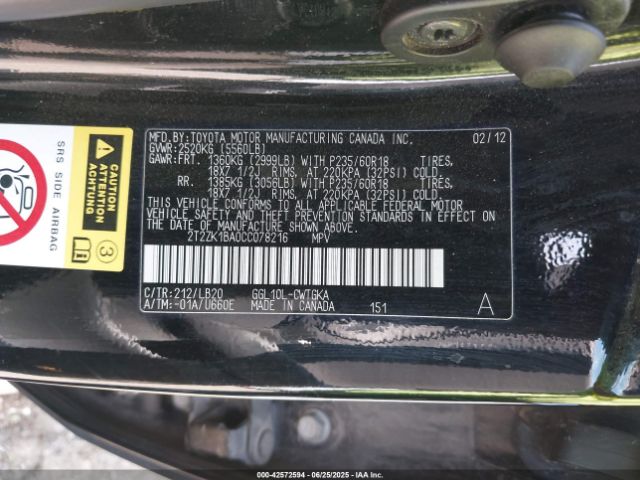 MFD.BY:TOYOTA MOTOR MANUFACTURING CANADA INC. 02/12
GVWR:2520KG (5560LB)
GAWR:FRT. 1360KG (2999LB) WITH P235/60R18 TIRES,
18X7 1/2J RIMS, AT 220KPA (32PSI) COLD
RR. 1385KG (3056LB) WITH P235/60R18 TIRES,
18X7 1/2J RIMS, AT 220KPA (32PSI) COLD
THIS VEHICLE CONFORMS TO ALL APPLICABLE FEDERAL MOTOR
VEHICLE SAFETY AND THEFT PREVENTION STANDARDS IN EFFECT ON
THE DATE OF MANUFACTURE SHOWN ABOVE.
2T2ZK1BA0CC078216 MPV
C/TR:212/LB20 GGL10L-CWTGKA
A/TM:-01A/U660E MADE IN CANADA 151 A
SRS SIDE AIRBAG
ATTENTION
ACHTUNG
000-42572594 - 06/25/2025 - IAA Inc.